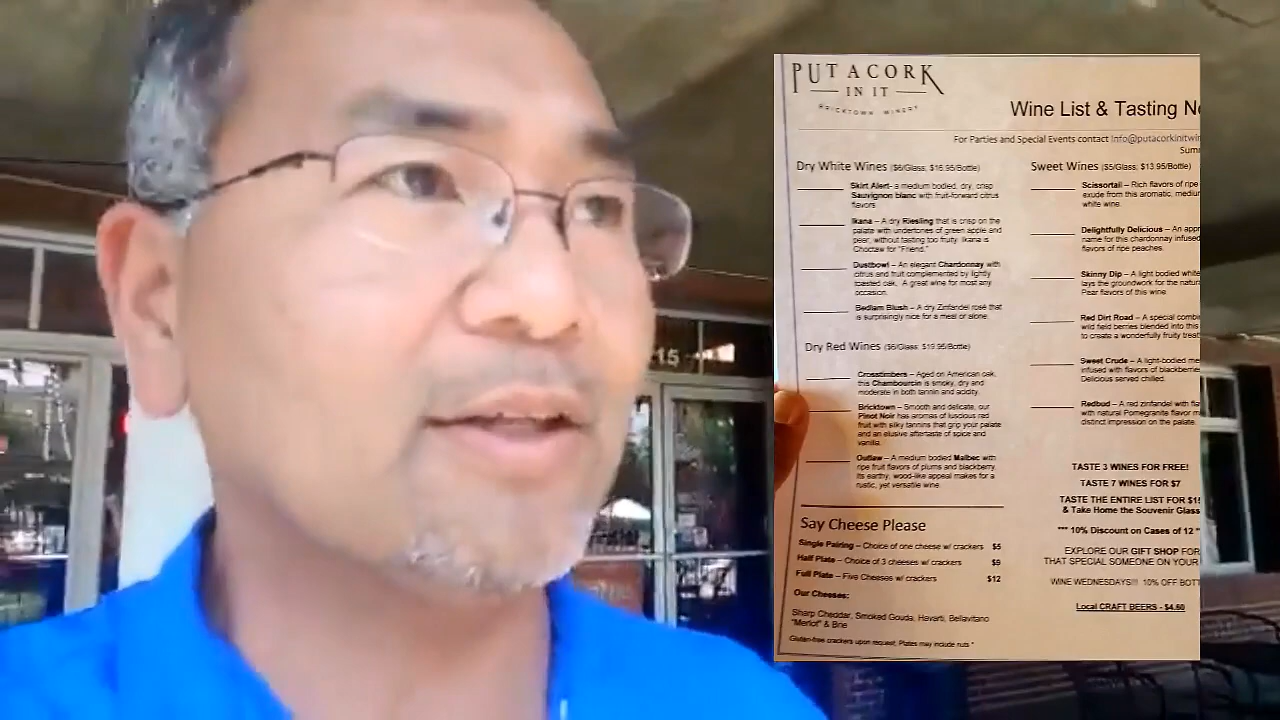 PUT A CORK
IN IT
BRICKTOWN WINERY
Wine List & Tasting
For Parties and Special Events contact
Dry White Wines ($6/Glass; $16.95/Bottle)
Skirt Alert- a medium bodied, dry, crisp
Sauvignon blanc with fruit-forward citrus
flavors.
Ikana – A dry Riesling that is crisp on the
palate with undertones of green apple and
pear, without tasting too fruity. Ikana is
Choctaw for "Friend."
Dustbowl – An elegant Chardonnay with
citrus and fruit complemented by lightly
toasted oak. A great wine for most any
occasion.
Bedlam Blush – A dry Zinfandel rosé that
is surprisingly nice for a meal or alone.
Dry Red Wines ($6/Glass; $19.95/Bottle)
Crosstimbers – Aged on American oak,
this Chambourcin is smoky, dry and
moderate in both tannin and acidity.
Bricktown – Smooth and delicate, our
Pinot Noir has aromas of luscious red
fruit with silky tannins that grip your palate
and an elusive aftertaste of spice and
vanilla.
Outlaw – A medium bodied Malbec with
ripe fruit flavors of plums and blackberry.
Its earthy, wood-like appeal makes for a
rustic, yet versatile wine.
Say Cheese Please
Single Pairing – Choice of one cheese w/ crackers $5
Half Plate – Choice of 3 cheeses w/ crackers $9
Full Plate – Five Cheeses w/ crackers $12
Our Cheeses:
Sharp Cheddar, Smoked Gouda, Havarti, Bellavitano
"Merlot" & Brie
Gluten-free crackers upon request; Plates may include nuts *
Sweet Wines ($5/Glass; $13.95/Bottle)
Scissortail – Rich flavors of ripe
exude from this aromatic, medium
white wine.
Delightfully Delicious – An
name for this chardonnay infused
flavors of ripe peaches.
Skinny Dip – A light bodied white
lays the groundwork for the
Pear flavors of this wine.
Red Dirt Road – A special
wild field berries blended into this
to create a wonderfully fruity treat
Sweet Crude – A light-bodied
infused with flavors of
Delicious served chilled.
Redbud – A red zinfandel with
with natural Pomegranite flavor
distinct impression on the palate.
TASTE 3 WINES FOR FREE!
TASTE 7 WINES FOR $7
TASTE THE ENTIRE LIST FOR
& Take Home the Souvenir Glass
*** 10% Discount on Cases of 12
EXPLORE OUR GIFT SHOP FOR
THAT SPECIAL SOMEONE ON YOUR
WINE WEDNESDAYS!!! 10% OFF
Local CRAFT BEERS - $4.60
15